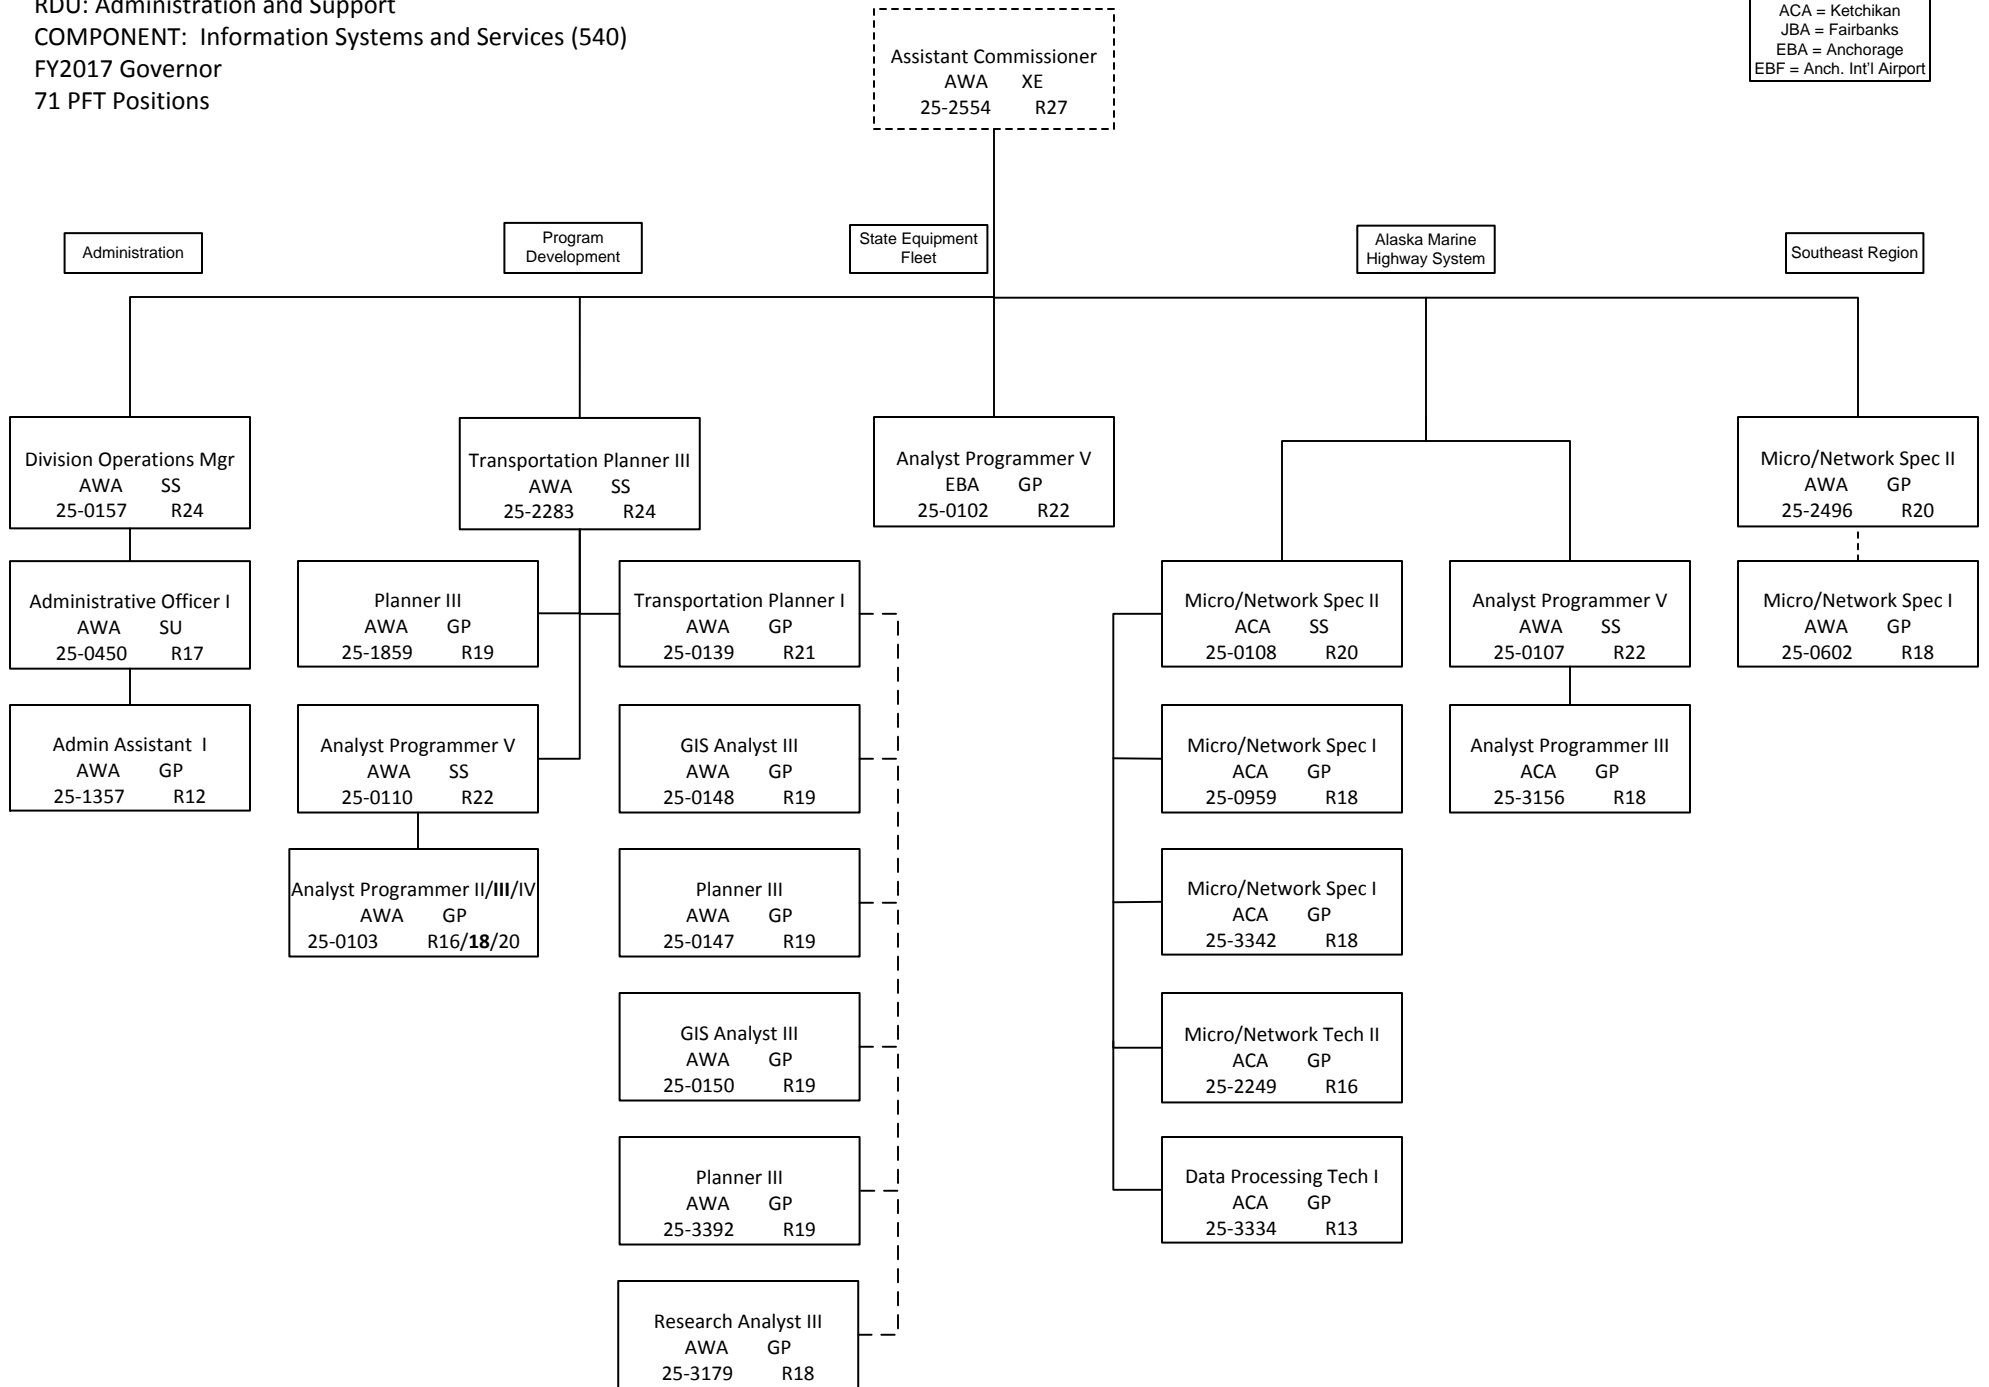 RDU: Administration and Support
COMPONENT:  Information Systems and Services (540)
FY2017 Governor
71 PFT Positions
ACA = Ketchikan
JBA = Fairbanks
EBA = Anchorage
EBF = Anch. Int'l Airport
Assistant Commissioner
AWA XE
25-2554 R27
Administration
Program
Development
State Equipment
Fleet
Alaska Marine
Highway System
Southeast Region
Division Operations Mgr
AWA SS
25-0157 R24
Administrative Officer I
AWA SU
25-0450 R17
Admin Assistant  I
AWA GP
25-1357 R12
Transportation Planner III
AWA SS
25-2283 R24
Planner III
AWA GP
25-1859 R19
Analyst Programmer V
AWA SS
25-0110 R22
Analyst Programmer II/III/IV
AWA GP
25-0103 R16/18/20
Transportation Planner I
AWA GP
25-0139 R21
GIS Analyst III
AWA GP
25-0148 R19
Planner III
AWA GP
25-0147 R19
GIS Analyst III
AWA GP
25-0150 R19
Planner III
AWA GP
25-3392 R19
Research Analyst III
AWA GP
25-3179 R18
Analyst Programmer V
EBA GP
25-0102 R22
Micro/Network Spec II
ACA SS
25-0108 R20
Micro/Network Spec I
ACA GP
25-0959 R18
Micro/Network Spec I
ACA GP
25-3342 R18
Micro/Network Tech II
ACA GP
25-2249 R16
Data Processing Tech I
ACA GP
25-3334 R13
Analyst Programmer V
AWA SS
25-0107 R22
Analyst Programmer III
ACA GP
25-3156 R18
Micro/Network Spec II
AWA GP
25-2496 R20
Micro/Network Spec I
AWA GP
25-0602 R18